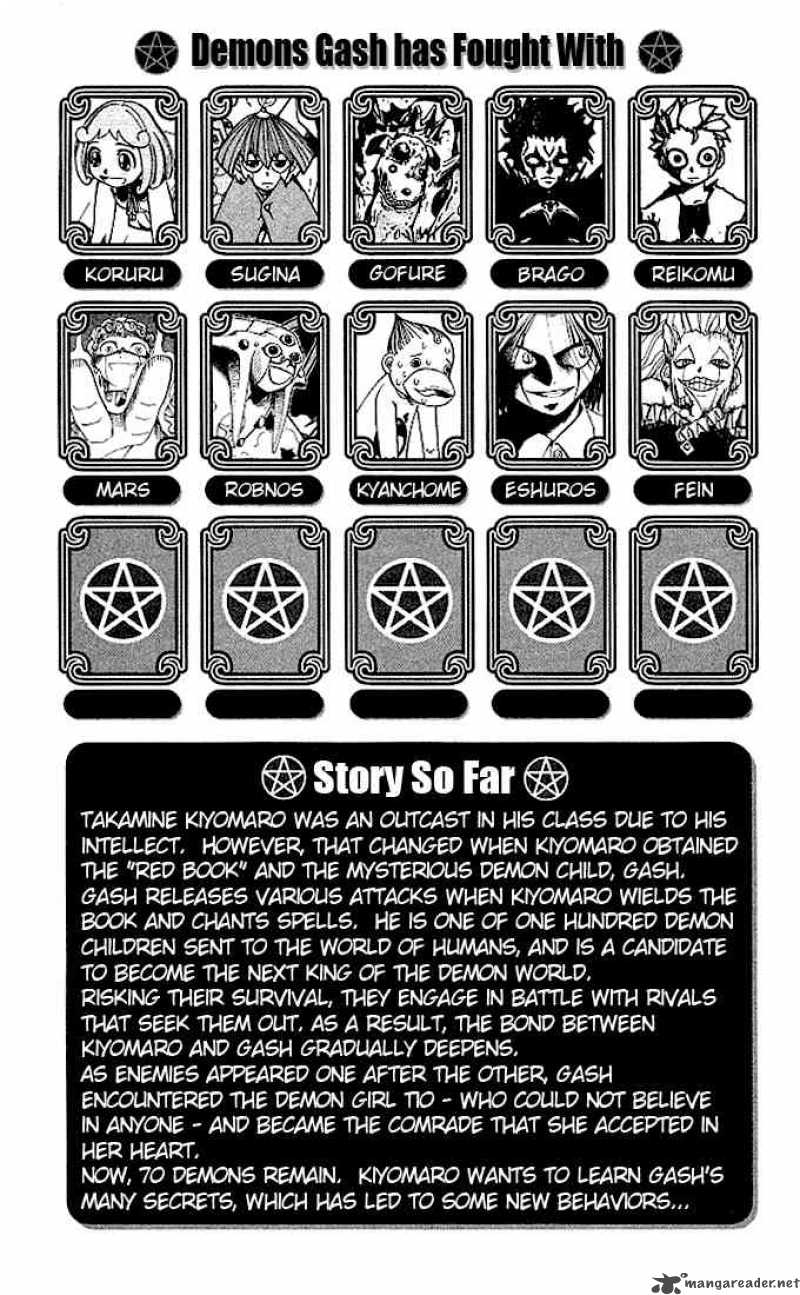 Demons Gash has Fought With
KORURU SUGINA GOFURE BRAGO REIKOMU
MARS ROBNOS KYANCHOME ESHUROS FEIN
Story So Far
TAKAMINE KIYOMARO WAS AN OUTCAST IN HIS CLASS DUE TO HIS
INTELLECT. HOWEVER, THAT CHANGED WHEN KIYOMARO OBTAINED
THE "RED BOOK" AND THE MYSTERIOUS DEMON CHILD, GASH.
GASH RELEASES VARIOUS ATTACKS WHEN KIYOMARO WIELDS THE
BOOK AND CHANTS SPELLS. HE IS ONE OF ONE HUNDRED DEMON
CHILDREN SENT TO THE WORLD OF HUMANS, AND IS A CANDIDATE
TO BECOME THE NEXT KING OF THE DEMON WORLD.
RISKING THEIR SURVIVAL, THEY ENGAGE IN BATTLE WITH RIVALS
THAT SEEK THEM OUT. AS A RESULT, THE BOND BETWEEN
KIYOMARO AND GASH GRADUALLY DEEPENS.
AS ENEMIES APPEARED ONE AFTER THE OTHER, GASH
ENCOUNTERED THE DEMON GIRL TIO - WHO COULD NOT BELIEVE
IN ANYONE - AND BECAME THE COMRADE THAT SHE ACCEPTED IN
HER HEART.
NOW, 70 DEMONS REMAIN. KIYOMARO WANTS TO LEARN GASH'S
MANY SECRETS, WHICH HAS LED TO SOME NEW BEHAVIORS...
mangareader.net